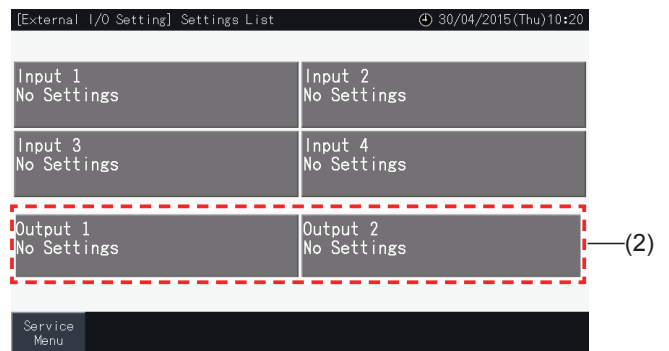 [External I/O Setting] Settings List 30/04/2015(Thu)10:20
Input 1 Input 2
No Settings No Settings
Input 3 Input 4
No Settings No Settings
Output 1 Output 2
No Settings No Settings
(2)
Service
Menu